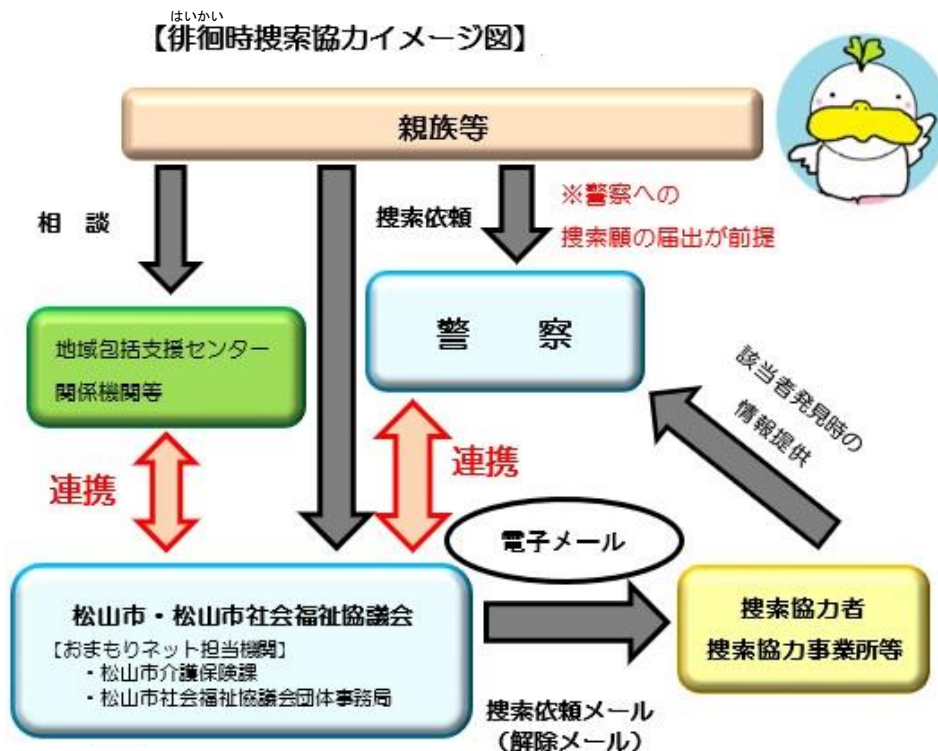 はいかい
【徘徊時捜索協力イメージ図】
親族等
相　談
捜索依頼
※警察への
捜索願の届出が前提
地域包括支援センター
関係機関等
警　察
該当者発見時の
情報提供
連携
連携
電子メール
松山市・松山市社会福祉協議会
【おまもりネット担当機関】
・松山市介護保険課
・松山市社会福祉協議会団体事務局
捜索協力者
捜索協力事業所等
捜索依頼メール
（解除メール）